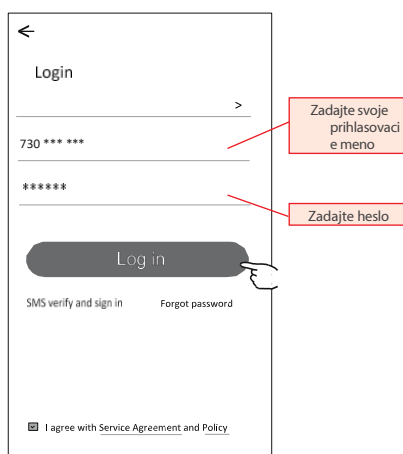 Login
>
Zadajte svoje
prihlasovaci
e meno
730 *** ***
******
Zadajte heslo
Log in
SMS verify and sign in Forgot password
I agree with Service Agreement and Policy